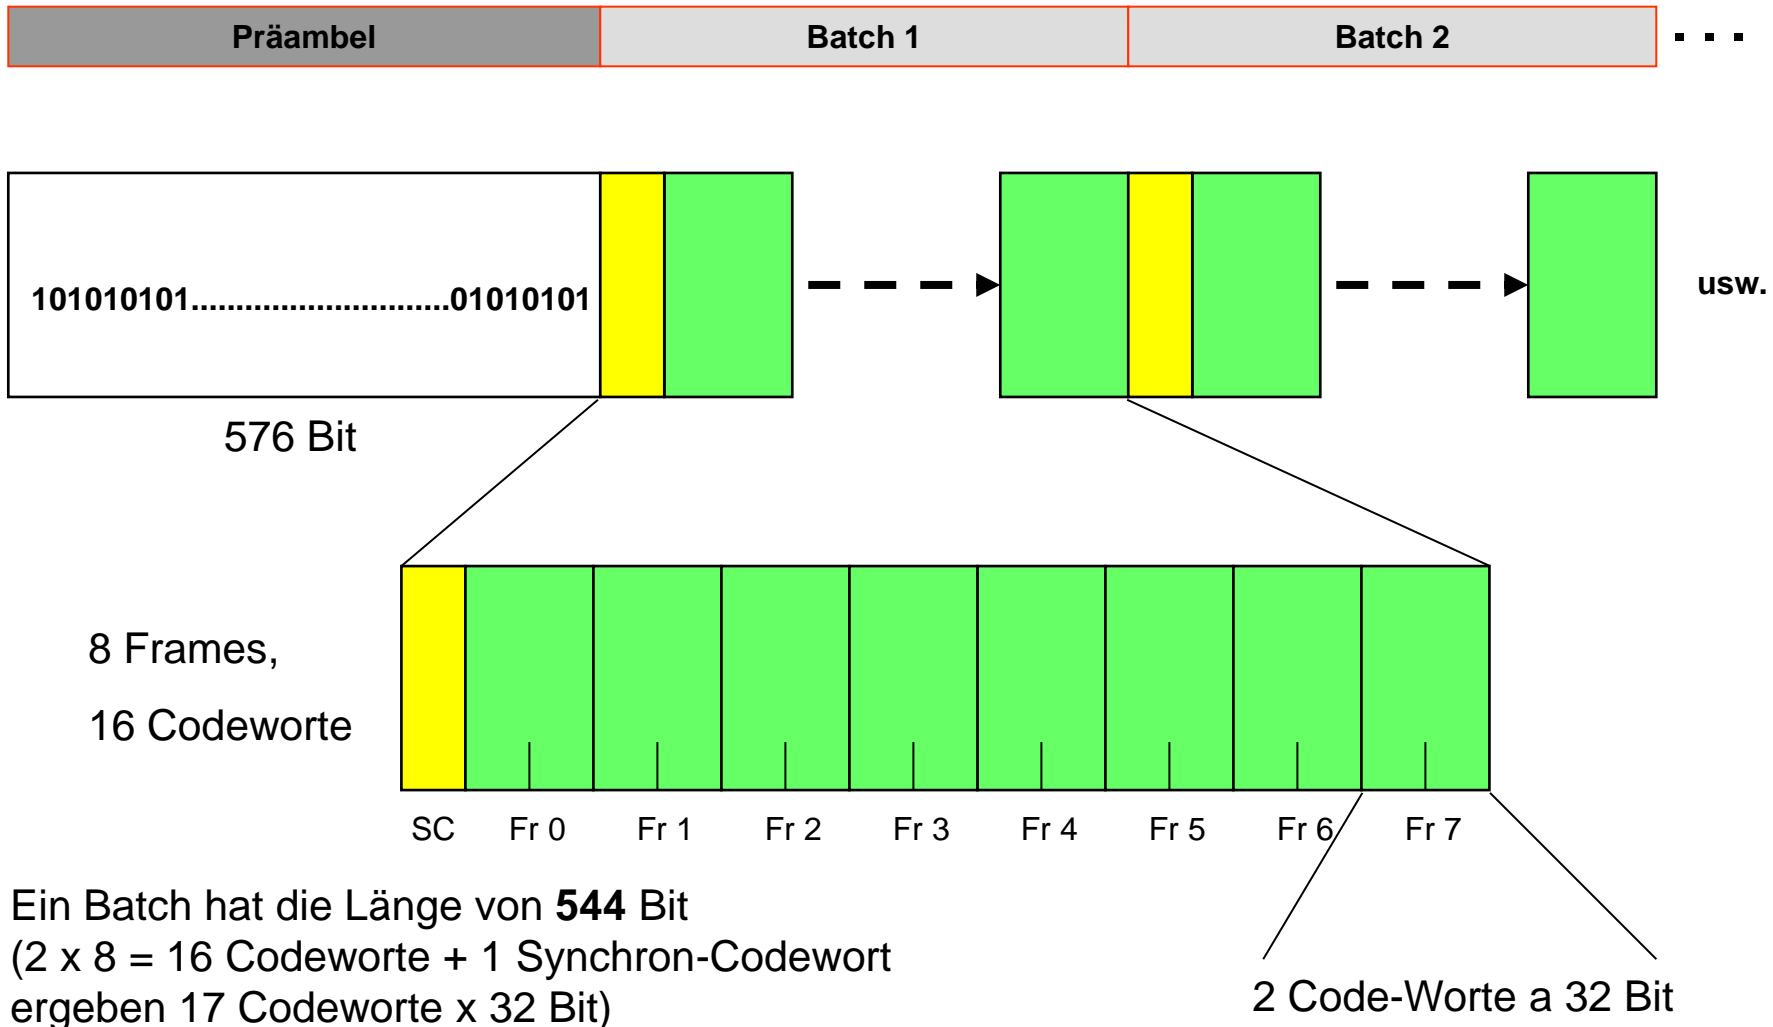 Präambel Batch 1 Batch 2 . . .
101010101.............................01010101 usw.
576 Bit
8 Frames,
16 Codeworte
SC Fr 0 Fr 1 Fr 2 Fr 3 Fr 4 Fr 5 Fr 6 Fr 7
Ein Batch hat die Länge von 544 Bit
(2 x 8 = 16 Codeworte + 1 Synchron-Codewort
ergeben 17 Codeworte x 32 Bit)
2 Code-Worte a 32 Bit